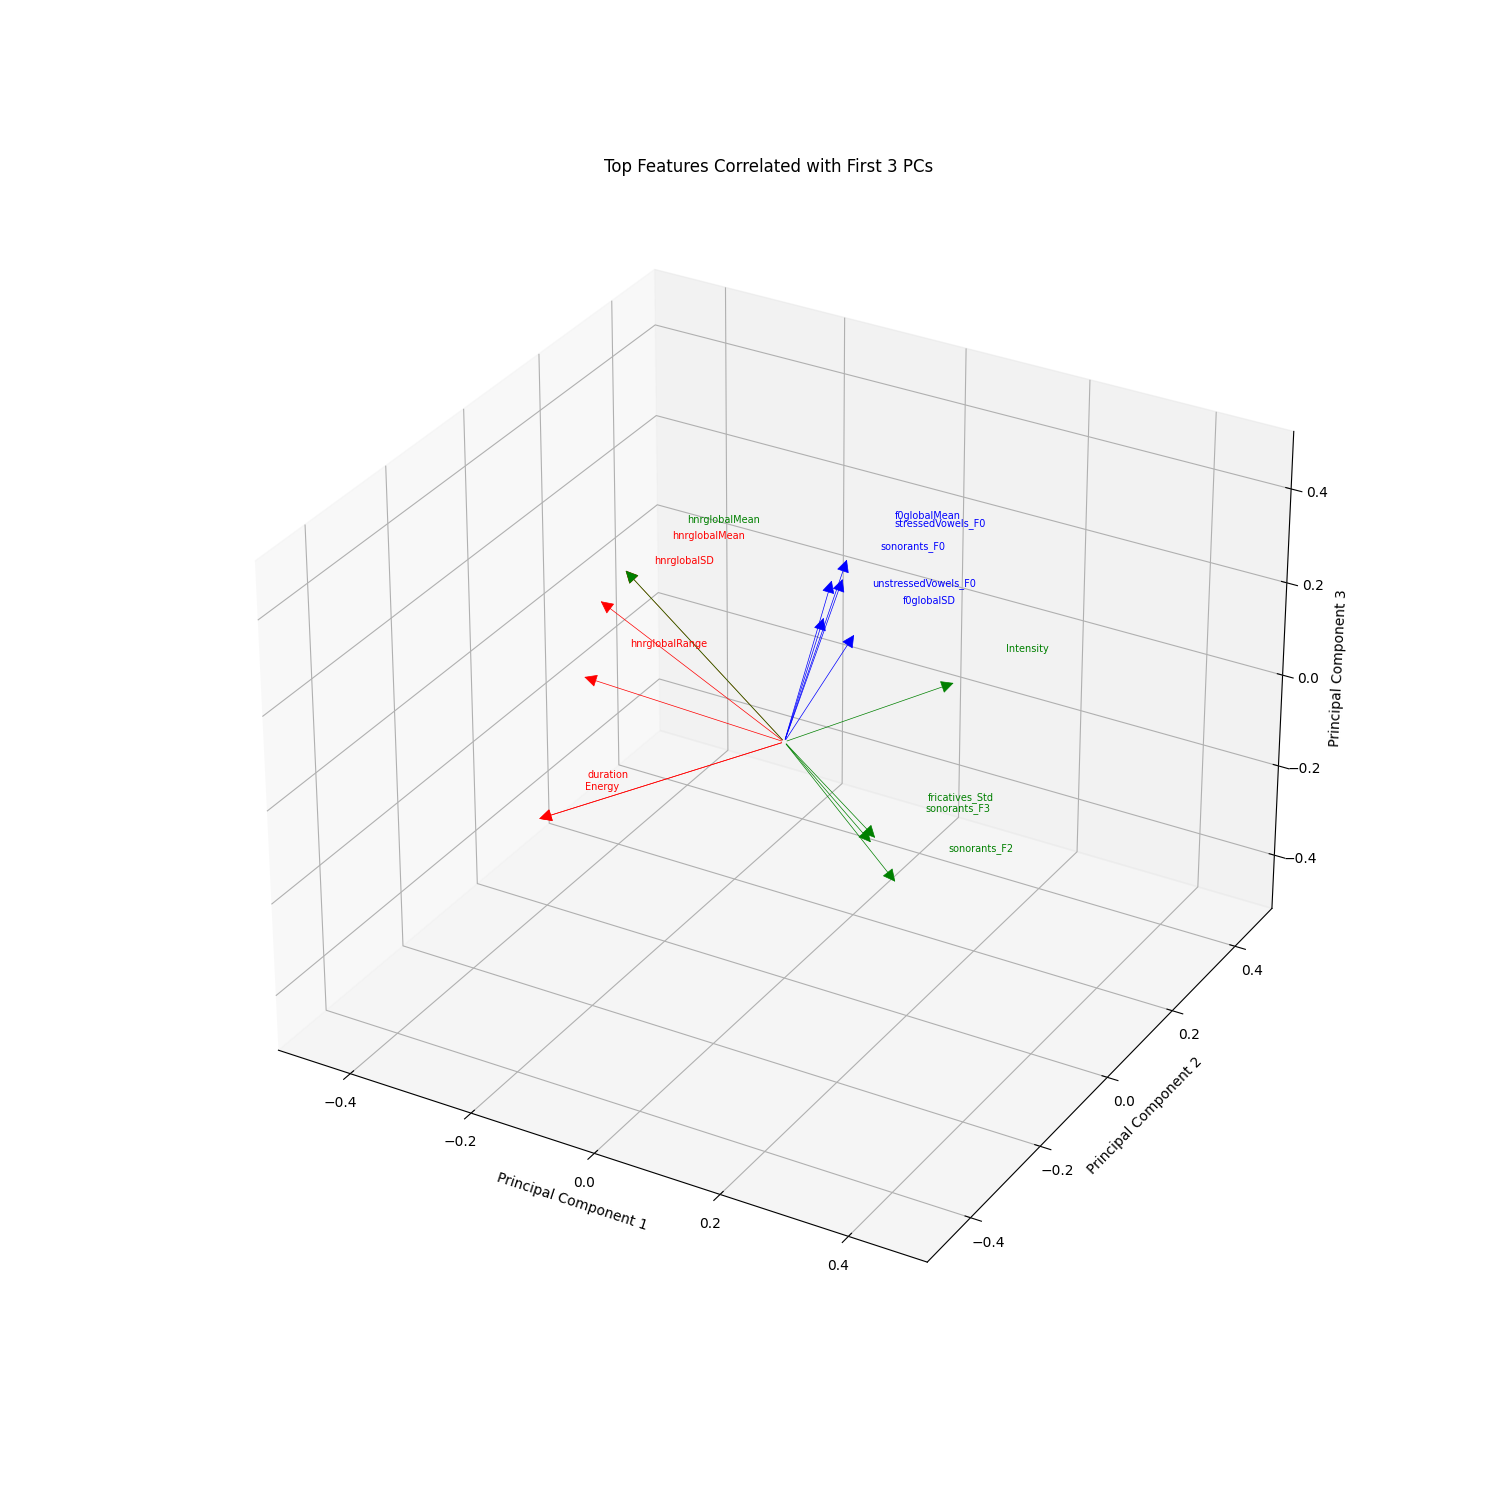 Top Features Correlated with First 3 PCs
0.4
f0globalMean
hnrglobalMean
stressedVowels_F0
hnrglobalMean
sonorants_F0
hnrglobalSD
unstressedVowels_F0
0.2
f0globalSD
hnrglobalRange
Intensity
Principal Component 3
0.0
−0.2
duration
Energy
fricatives_Std
sonorants_F3
sonorants_F2
−0.4
0.4
0.2
Principal Component 2
0.0
−0.2
−0.4
−0.4
−0.2
0.0
0.2
0.4
Principal Component 1